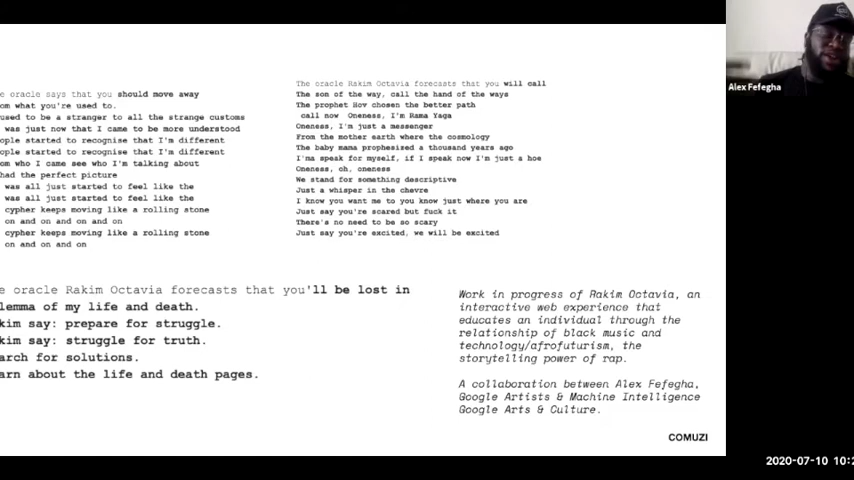 e oracle says that you should move away
om what you're used to.
used to be a stranger to all the strange customs
was just now that I came to be more understood
ople started to recognise that I'm different
ople started to recognise that I'm different
om who I came see who I'm talking about
had the perfect picture
was all just started to feel like the
was all just started to feel like the
cypher keeps moving like a rolling stone
on and on and on and on
cypher keeps moving like a rolling stone
on and on and on
The oracle Rakim Octavia forecasts that you will call
The son of the way, call the hand of the ways
The prophet Hov chosen the better path
call now Oneness, I'm Rama Yaga
Oneness, I'm just a messenger
From the mother earth where the cosmology
The baby mama prophesized a thousand years ago
I'ma speak for myself, if I speak now I'm just a hoe
Oneness, oh, oneness
We stand for something descriptive
Just a whisper in the chevre
I know you want me to you know just where you are
Just say you're scared but fuck it
There's no need to be so scary
Just say you're excited, we will be excited
e oracle Rakim Octavia forecasts that you'll be lost in
lemma of my life and death.
kim say: prepare for struggle.
kim say: struggle for truth.
arch for solutions.
arn about the life and death pages.
Work in progress of Rakim Octavia, an
interactive web experience that
educates an individual through the
relationship of black music and
technology/afrofuturism, the
storytelling power of rap.
A collaboration between Alex Fefegha,
Google Artists & Machine Intelligence
Google Arts & Culture.
COMUZI
Alex Fefegha
2020-07-10 10:2